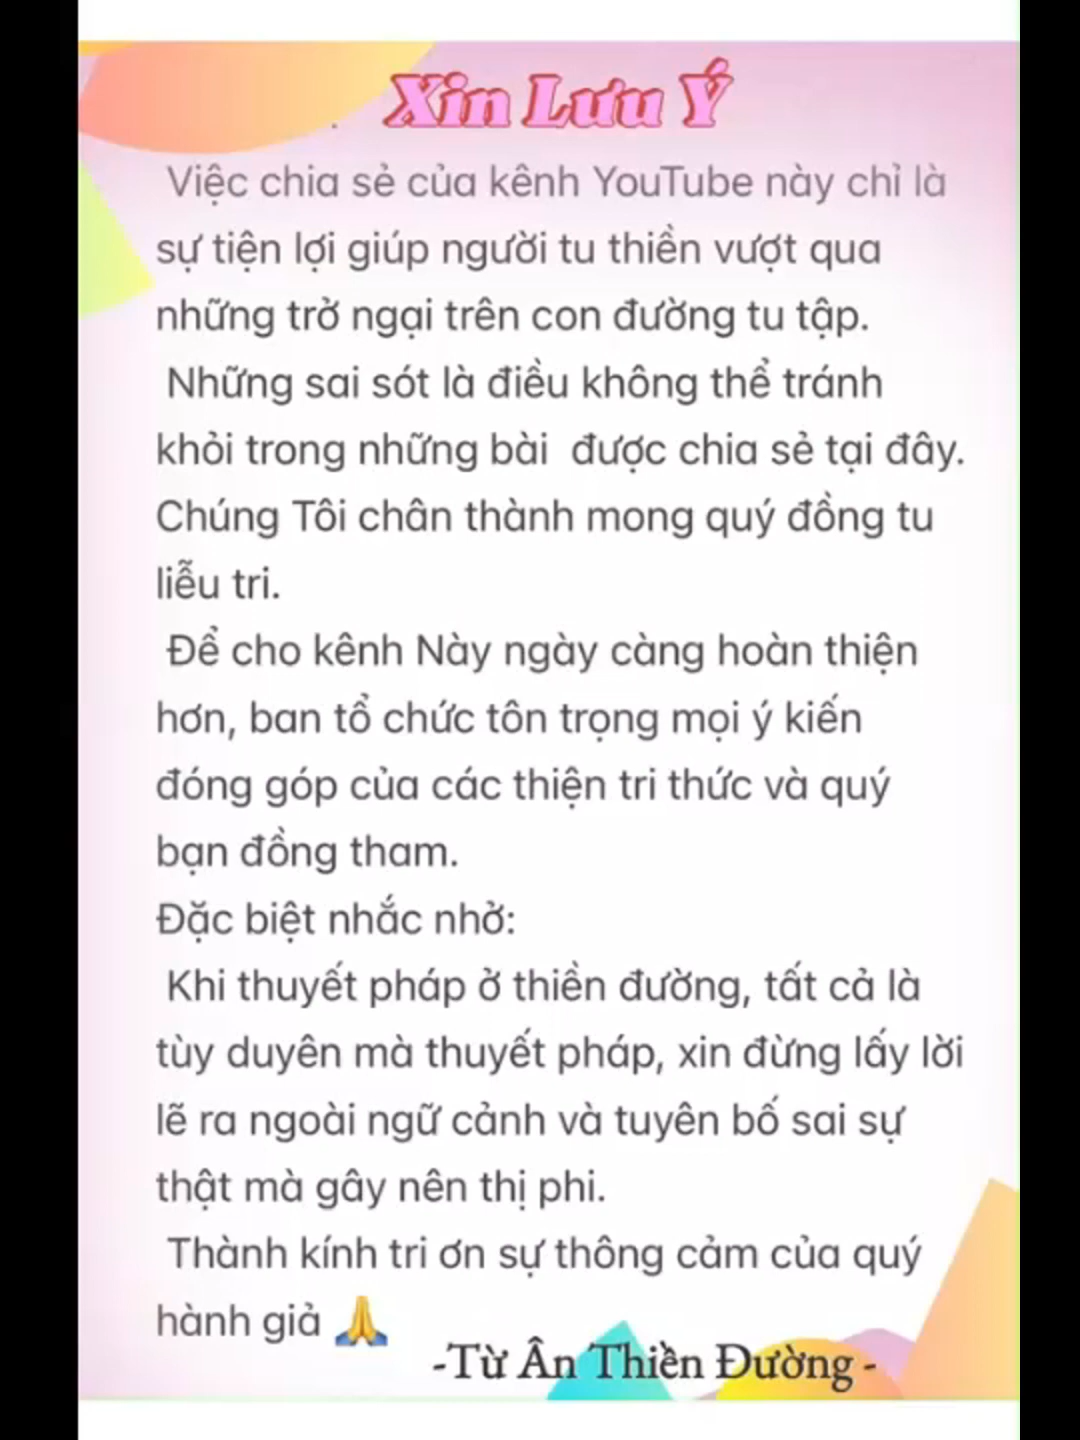 Xin Lưu Ý
Việc chia sẻ của kênh YouTube này chỉ là
sự tiện lợi giúp người tu thiền vượt qua
những trở ngại trên con đường tu tập.
Những sai sót là điều không thể tránh
khỏi trong những bài được chia sẻ tại đây.
Chúng Tôi chân thành mong quý đồng tu
liễu tri.
Để cho kênh Này ngày càng hoàn thiện
hơn, ban tổ chức tôn trọng mọi ý kiến
đóng góp của các thiện tri thức và quý
bạn đồng tham.
Đặc biệt nhắc nhở:
Khi thuyết pháp ở thiền đường, tất cả là
tùy duyên mà thuyết pháp, xin đừng lấy lời
lẽ ra ngoài ngữ cảnh và tuyên bố sai sự
thật mà gây nên thị phi.
Thành kính tri ơn sự thông cảm của quý
hành giả 🙏
-Từ Ân Thiền Đường -